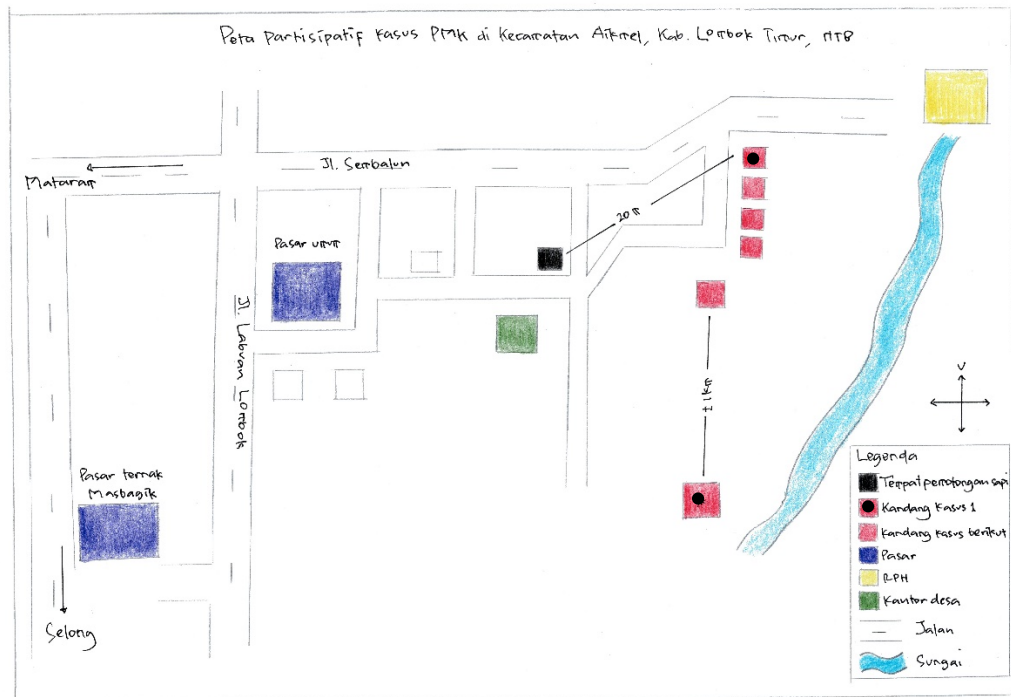 Peta Partisipatif Kasus PMK di Kecamatan Aikmel, Kab. Lombok Timur, NTB
Jl. Sembalun
Mataram
20 m
Pasar umum
Jl. Labuan Lombok
1 km
U
Pasar ternak
Masbagik
Selong
Legenda
Tempat pemotongan sapi
Kandang Kasus 1
Kandang Kasus berikut
Pasar
RPH
Kantor desa
Jalan
Sungai